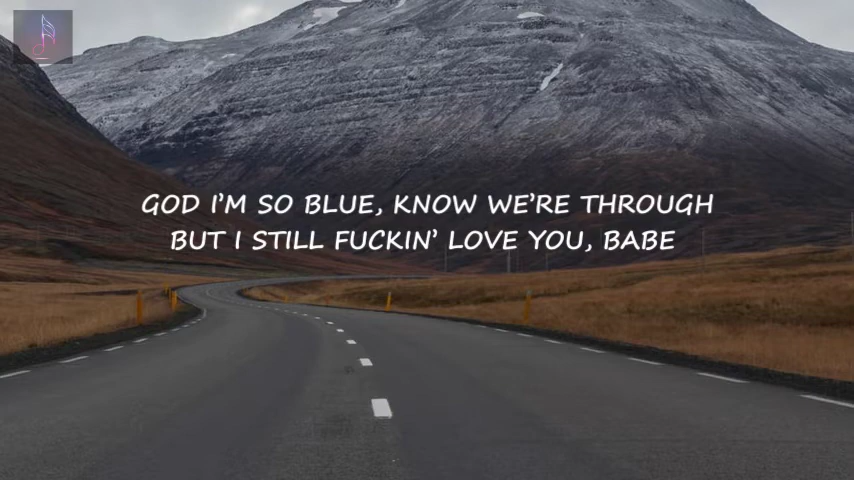 GOD I'M SO BLUE, KNOW WE'RE THROUGH
BUT I STILL FUCKIN' LOVE YOU, BABE